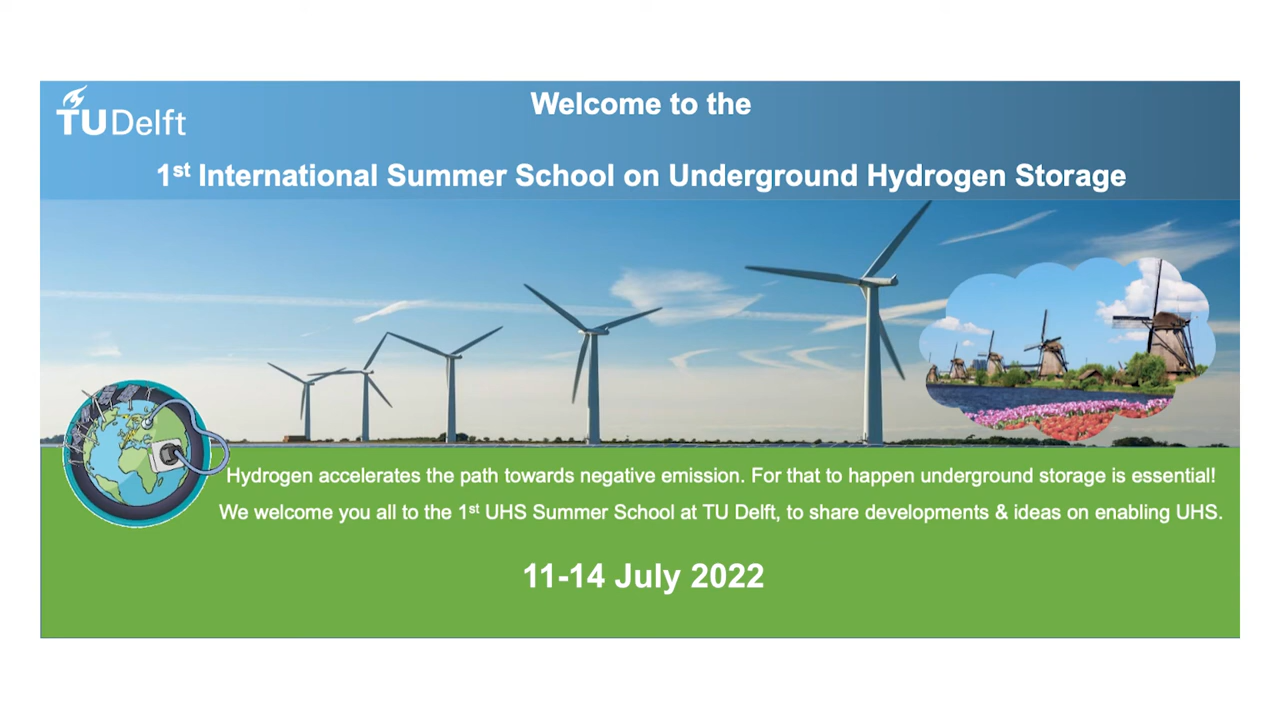 TUDelft
Welcome to the
1st International Summer School on Underground Hydrogen Storage
Hydrogen accelerates the path towards negative emission. For that to happen underground storage is essential!
We welcome you all to the 1st UHS Summer School at TU Delft, to share developments & ideas on enabling UHS.
11-14 July 2022